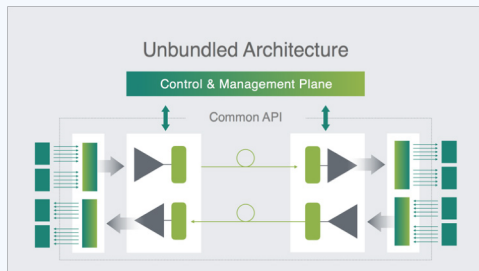 Unbundled Architecture
Control & Management Plane
Common API